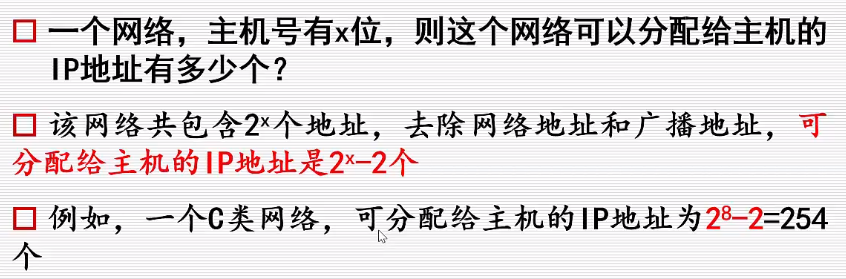 □ 一个网络，主机号有x位，则这个网络可以分配给主机的
IP地址有多少个？
□ 该网络共包含2ˣ个地址，去除网络地址和广播地址，可
分配给主机的IP地址是2ˣ-2个
□ 例如，一个C类网络，可分配给主机的IP地址为2⁸-2=254
个